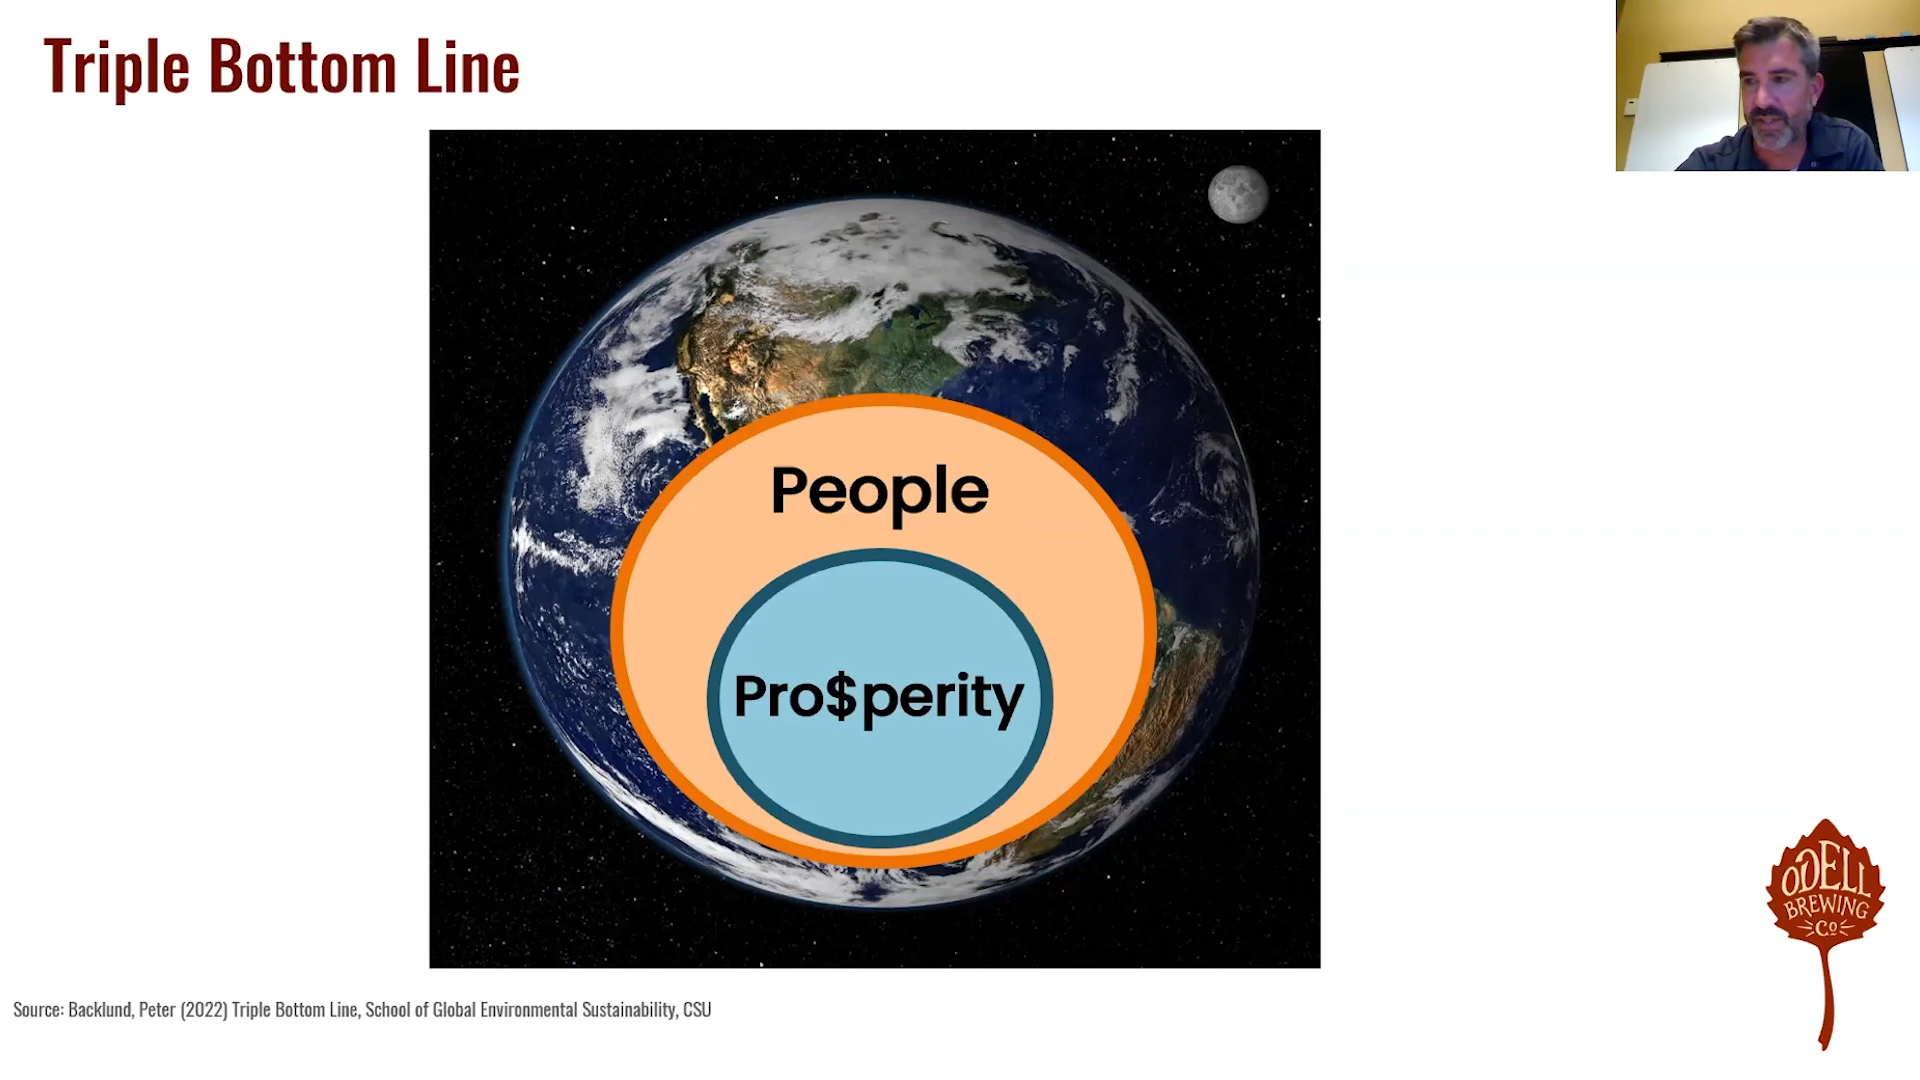 Triple Bottom Line
People
Pro$perity
ODELL
BREWING
CO
Source: Backlund, Peter (2022) Triple Bottom Line, School of Global Environmental Sustainability, CSU